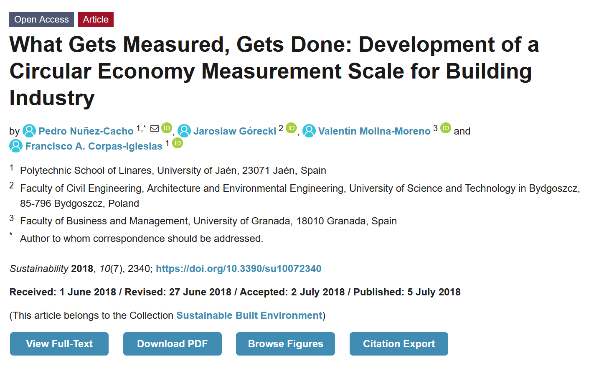 Open Access Article
What Gets Measured, Gets Done: Development of a
Circular Economy Measurement Scale for Building
Industry
by Pedro Nuñez-Cacho 1,* iD, Jaroslaw Górecki 2 iD, Valentin Molina-Moreno 3 iD and
Francisco A. Corpas-Iglesias 1 iD
1 Polytechnic School of Linares, University of Jaén, 23071 Jaén, Spain
2 Faculty of Civil Engineering, Architecture and Environmental Engineering, University of Science and Technology in Bydgoszcz,
85-796 Bydgoszcz, Poland
3 Faculty of Business and Management, University of Granada, 18010 Granada, Spain
* Author to whom correspondence should be addressed.
Sustainability 2018, 10(7), 2340; https://doi.org/10.3390/su10072340
Received: 1 June 2018 / Revised: 27 June 2018 / Accepted: 2 July 2018 / Published: 5 July 2018
(This article belongs to the Collection Sustainable Built Environment)
View Full-Text Download PDF Browse Figures Citation Export